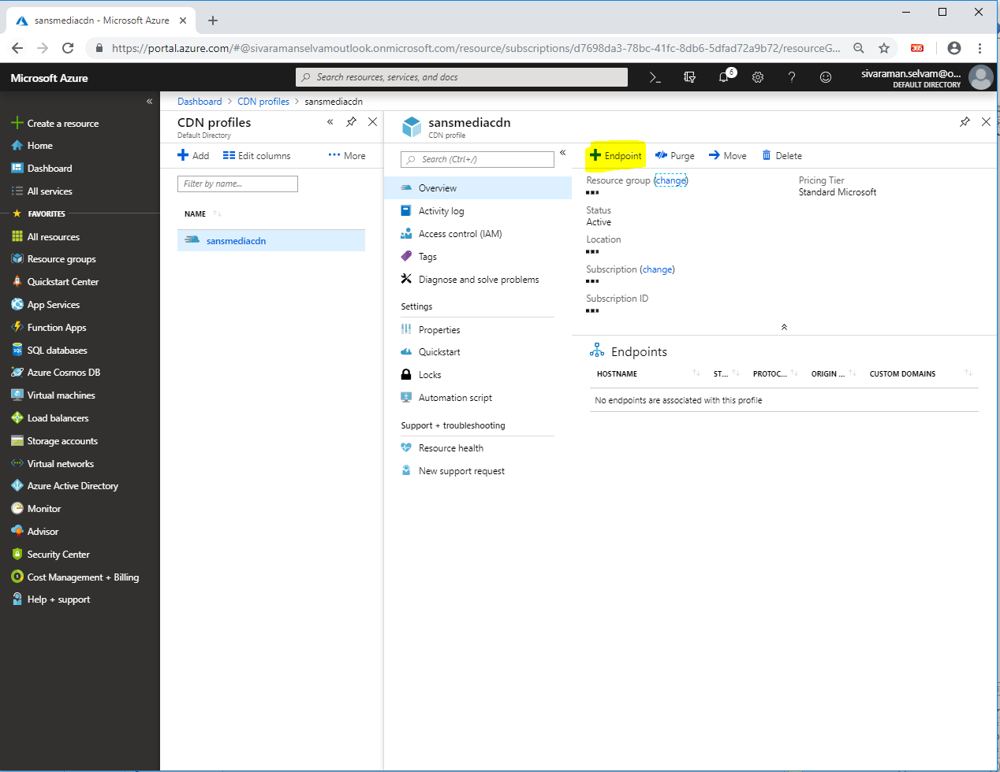 sansmediacdn - Microsoft Azure
https://portal.azure.com/#@sivaramanselvamoutlook.onmicrosoft.com/resource/subscriptions/d7698da3-78bc-41fc-8db6-5dfad72a9b72/resourceG...
365
Microsoft Azure
Search resources, services, and docs
6
sivaraman.selvam@o...
DEFAULT DIRECTORY
Create a resource
Home
Dashboard
All services
FAVORITES
All resources
Resource groups
Quickstart Center
App Services
Function Apps
SQL databases
Azure Cosmos DB
Virtual machines
Load balancers
Storage accounts
Virtual networks
Azure Active Directory
Monitor
Advisor
Security Center
Cost Management + Billing
Help + support
Dashboard > CDN profiles > sansmediacdn
CDN profiles
Default Directory
Add Edit columns ••• More
Filter by name...
NAME
sansmediacdn
sansmediacdn
CDN profile
Search (Ctrl+/)
Overview
Activity log
Access control (IAM)
Tags
Diagnose and solve problems
Settings
Properties
Quickstart
Locks
Automation script
Support + troubleshooting
Resource health
New support request
Endpoint Purge Move Delete
Resource group (change)
Status
Active
Location
Subscription (change)
Subscription ID
Pricing Tier
Standard Microsoft
Endpoints
HOSTNAME ST... PROTOC... ORIGIN ... CUSTOM DOMAINS
No endpoints are associated with this profile